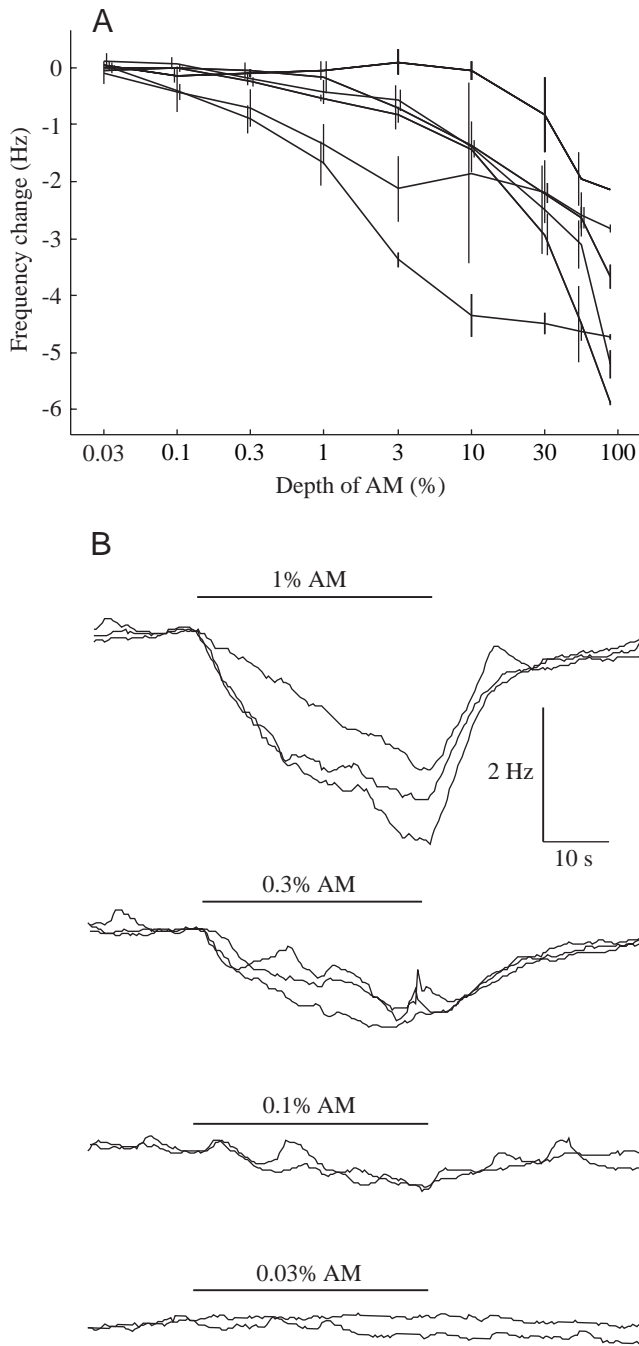 A
0
-1
-2
-3
-4
-5
-6
Frequency change (Hz)
0.03 0.1 0.3 1 3 10 30 100
Depth of AM (%)
B
1% AM
2 Hz
10 s
0.3% AM
0.1% AM
0.03% AM